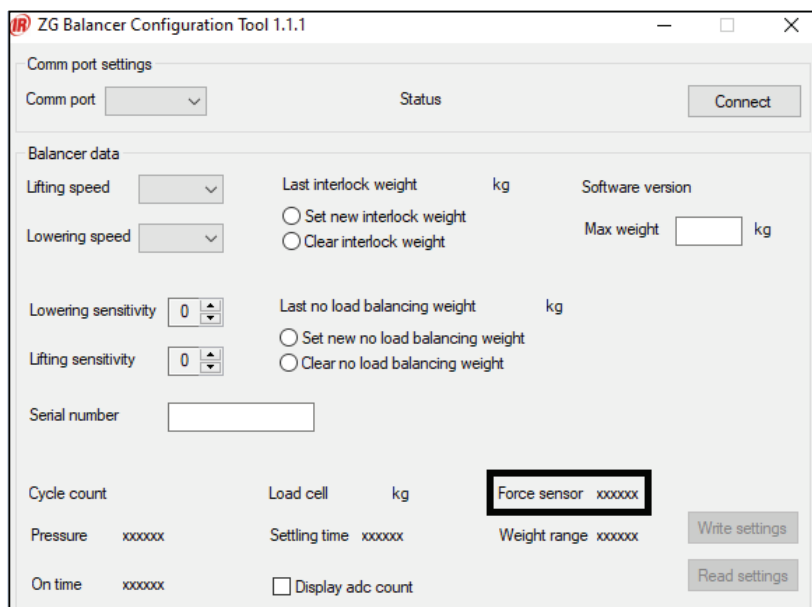 IR ZG Balancer Configuration Tool 1.1.1
Comm port settings
Comm port Status Connect
Balancer data
Lifting speed Last interlock weight kg Software version
Set new interlock weight
Lowering speed Clear interlock weight Max weight kg
Lowering sensitivity 0 Last no load balancing weight kg
Set new no load balancing weight
Lifting sensitivity 0 Clear no load balancing weight
Serial number
Cycle count Load cell kg Force sensor xxxxxx
Pressure xxxxxx Settling time xxxxxx Weight range xxxxxx Write settings
On time xxxxxx Display adc count Read settings